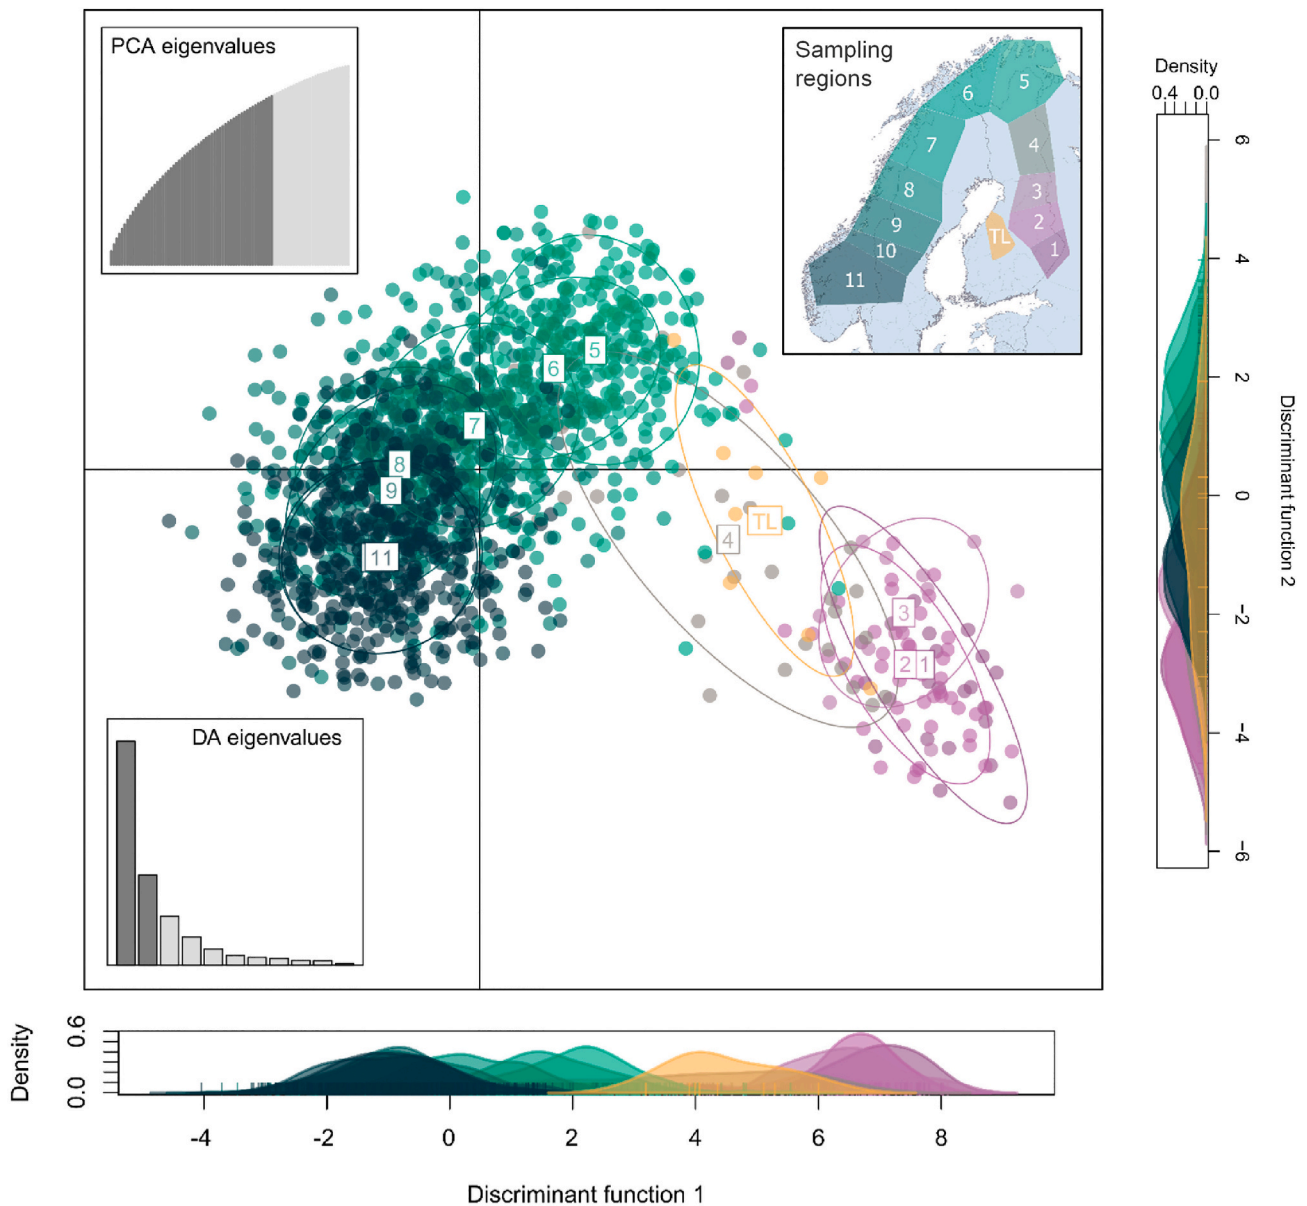 PCA eigenvalues
Sampling
regions
5
6
4
7
3
8
2
9
TL
1
10
11
Density
0.4 0.0
6
4
2
0
-2
-4
-6
Discriminant function 2
5
6
7
8
9
TL
4
11
3
2 1
DA eigenvalues
Density
0.6
0.0
-4 -2 0 2 4 6 8
Discriminant function 1